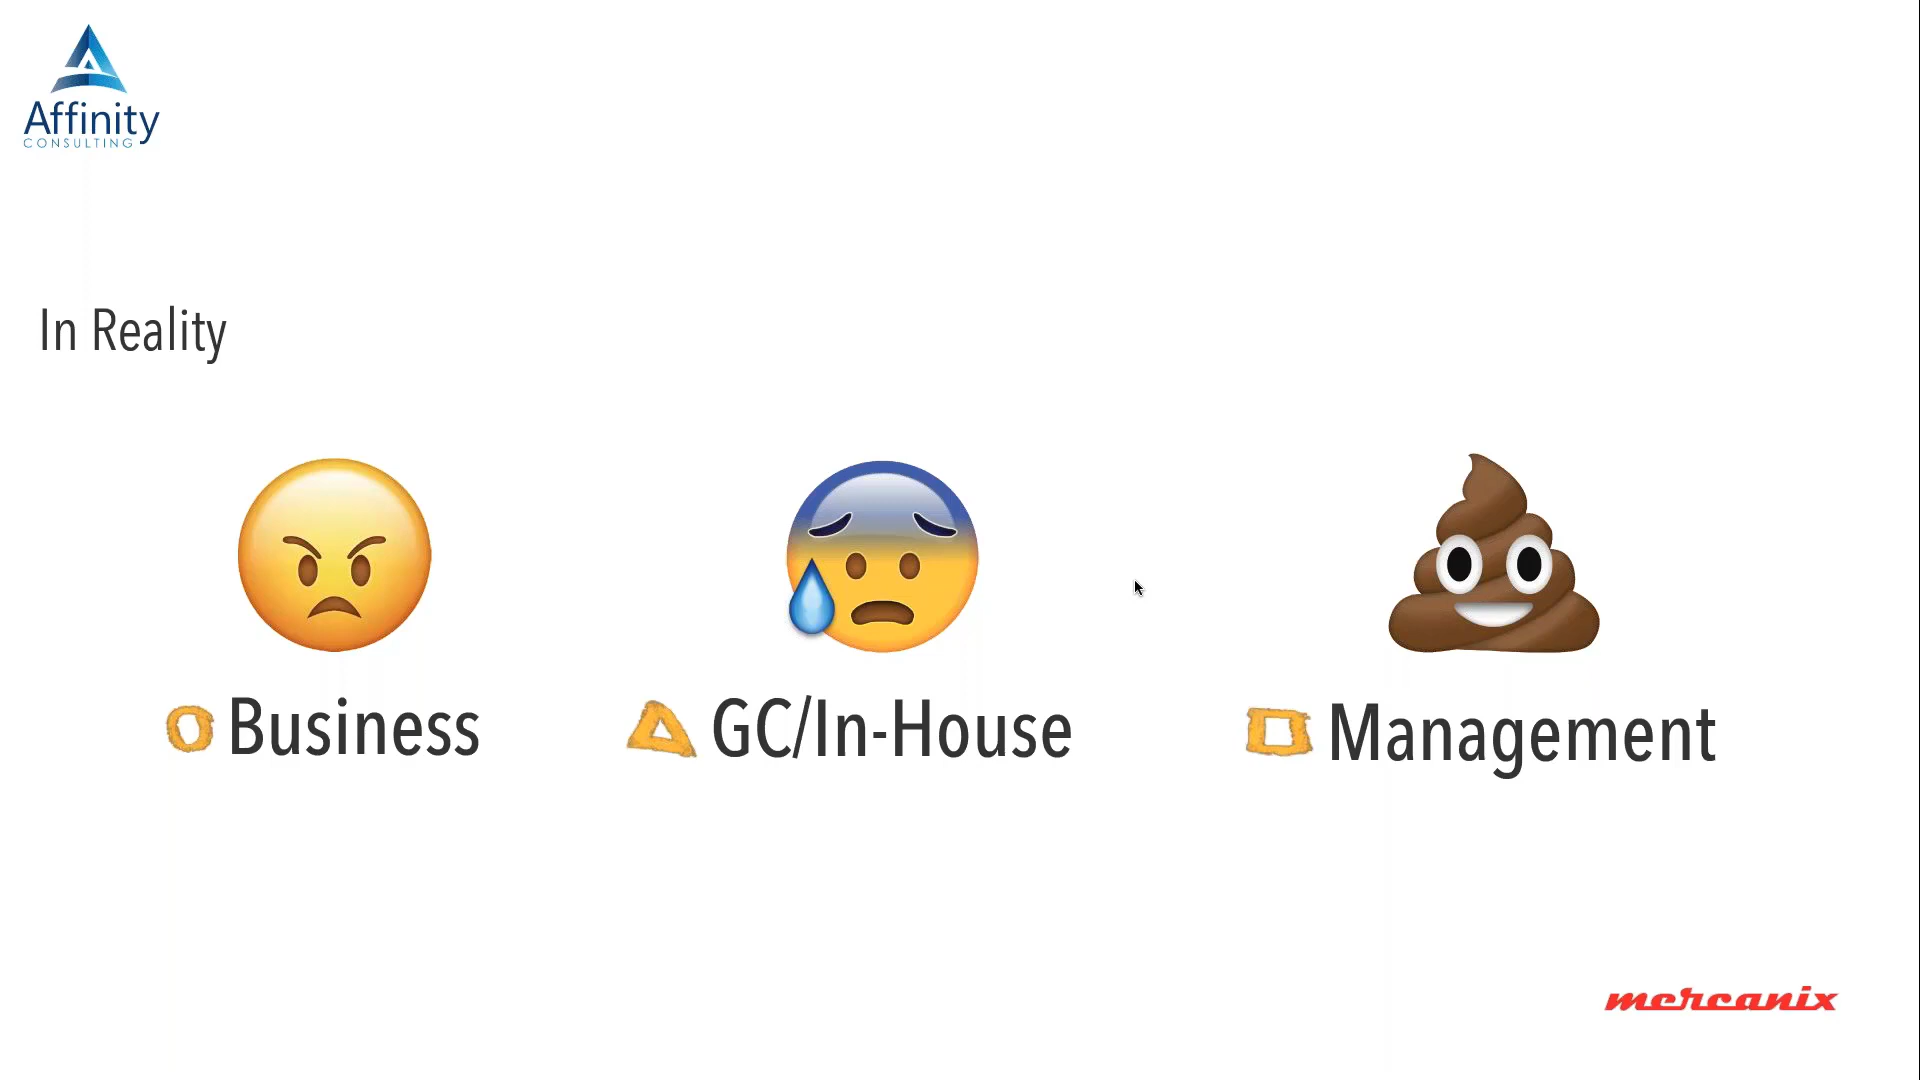 Affinity
CONSULTING
In Reality
Business
GC/In-House
Management
mercanix